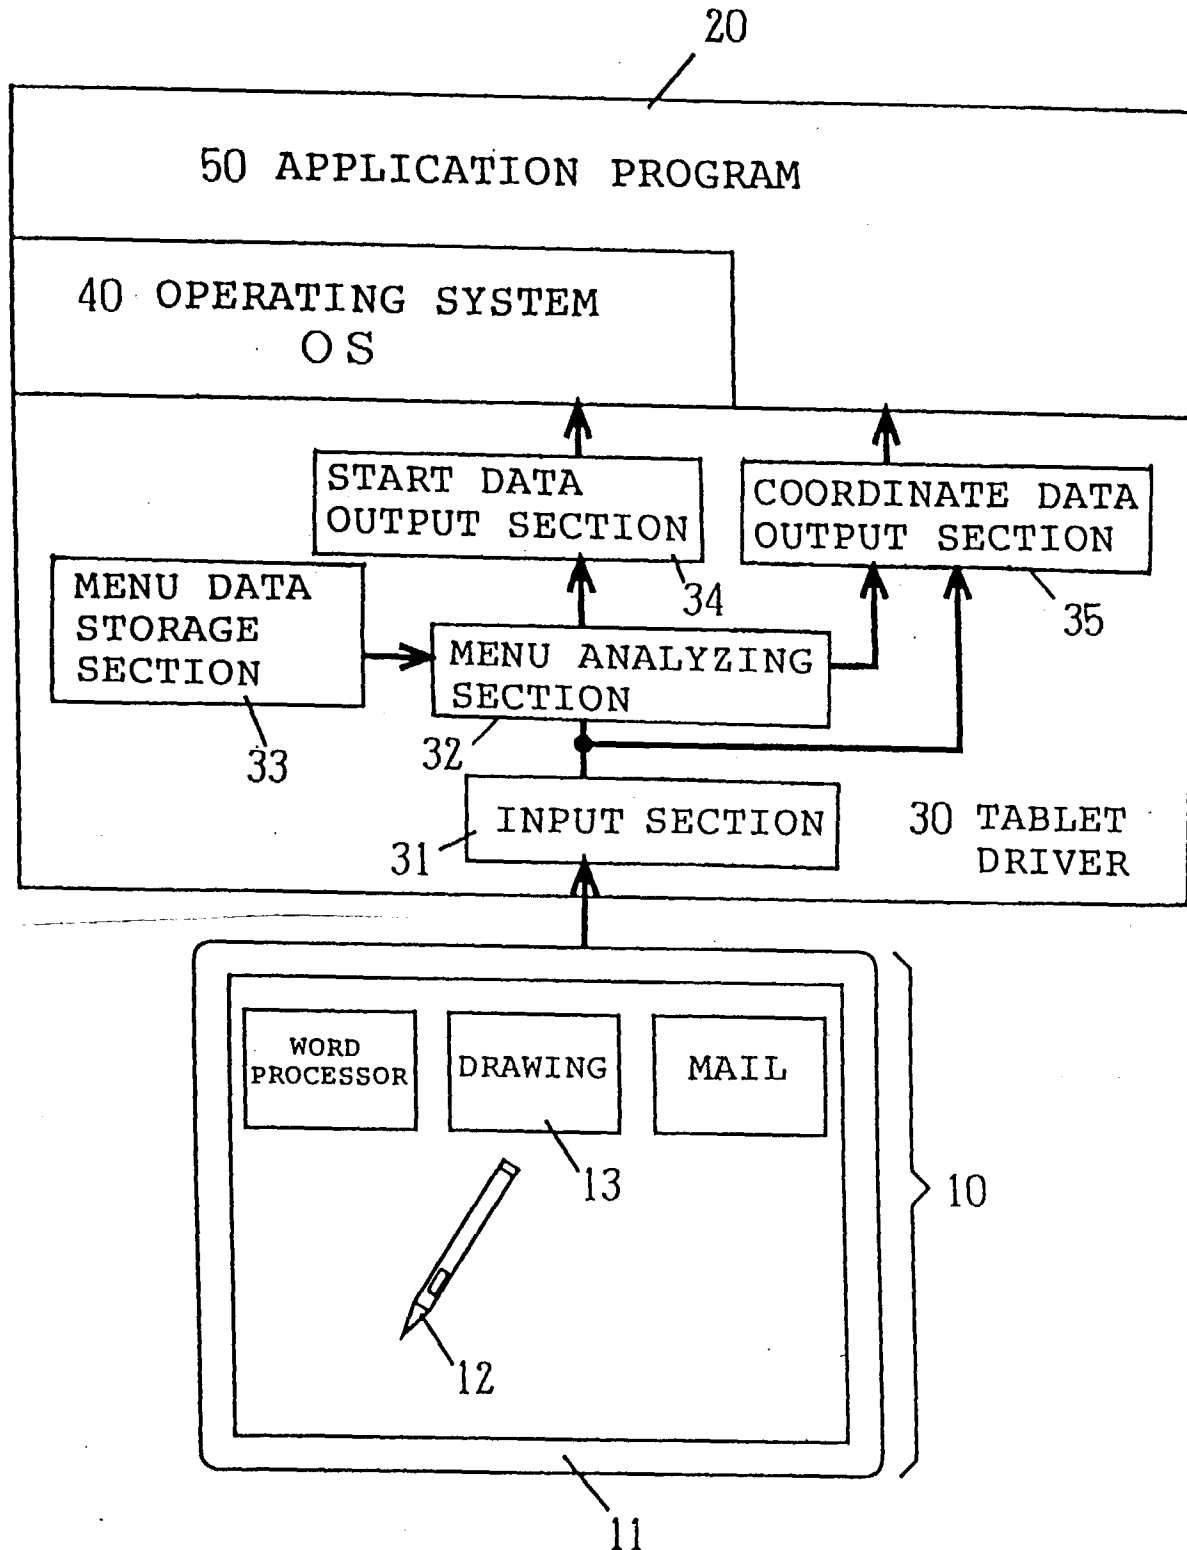 20
50 APPLICATION PROGRAM
40 OPERATING SYSTEM
OS
START DATA
OUTPUT SECTION
34
COORDINATE DATA
OUTPUT SECTION
35
MENU DATA
STORAGE
SECTION
33
MENU ANALYZING
SECTION
32
INPUT SECTION
31
30 TABLET
DRIVER
WORD
PROCESSOR
DRAWING
MAIL
13
10
12
11